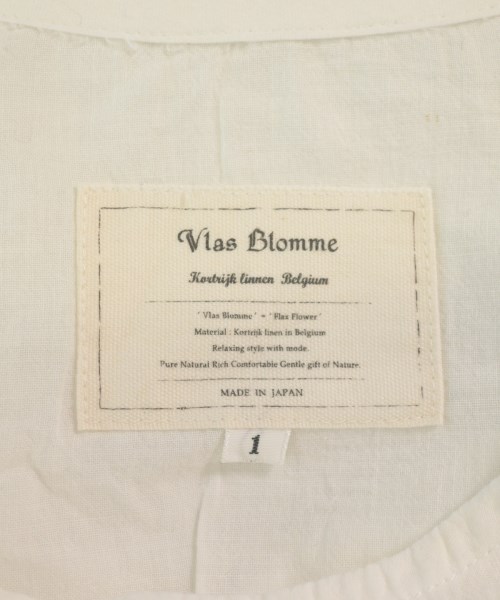 Vlas Blomme
Kortrijk linnen Belgium
"Vlas Blomme" = "Flax Flower"
Material : Kortrijk linen in Belgium
Relaxing style with mode.
Pure Natural Rich Comfortable Gentle gift of Nature.
MADE IN JAPAN
1